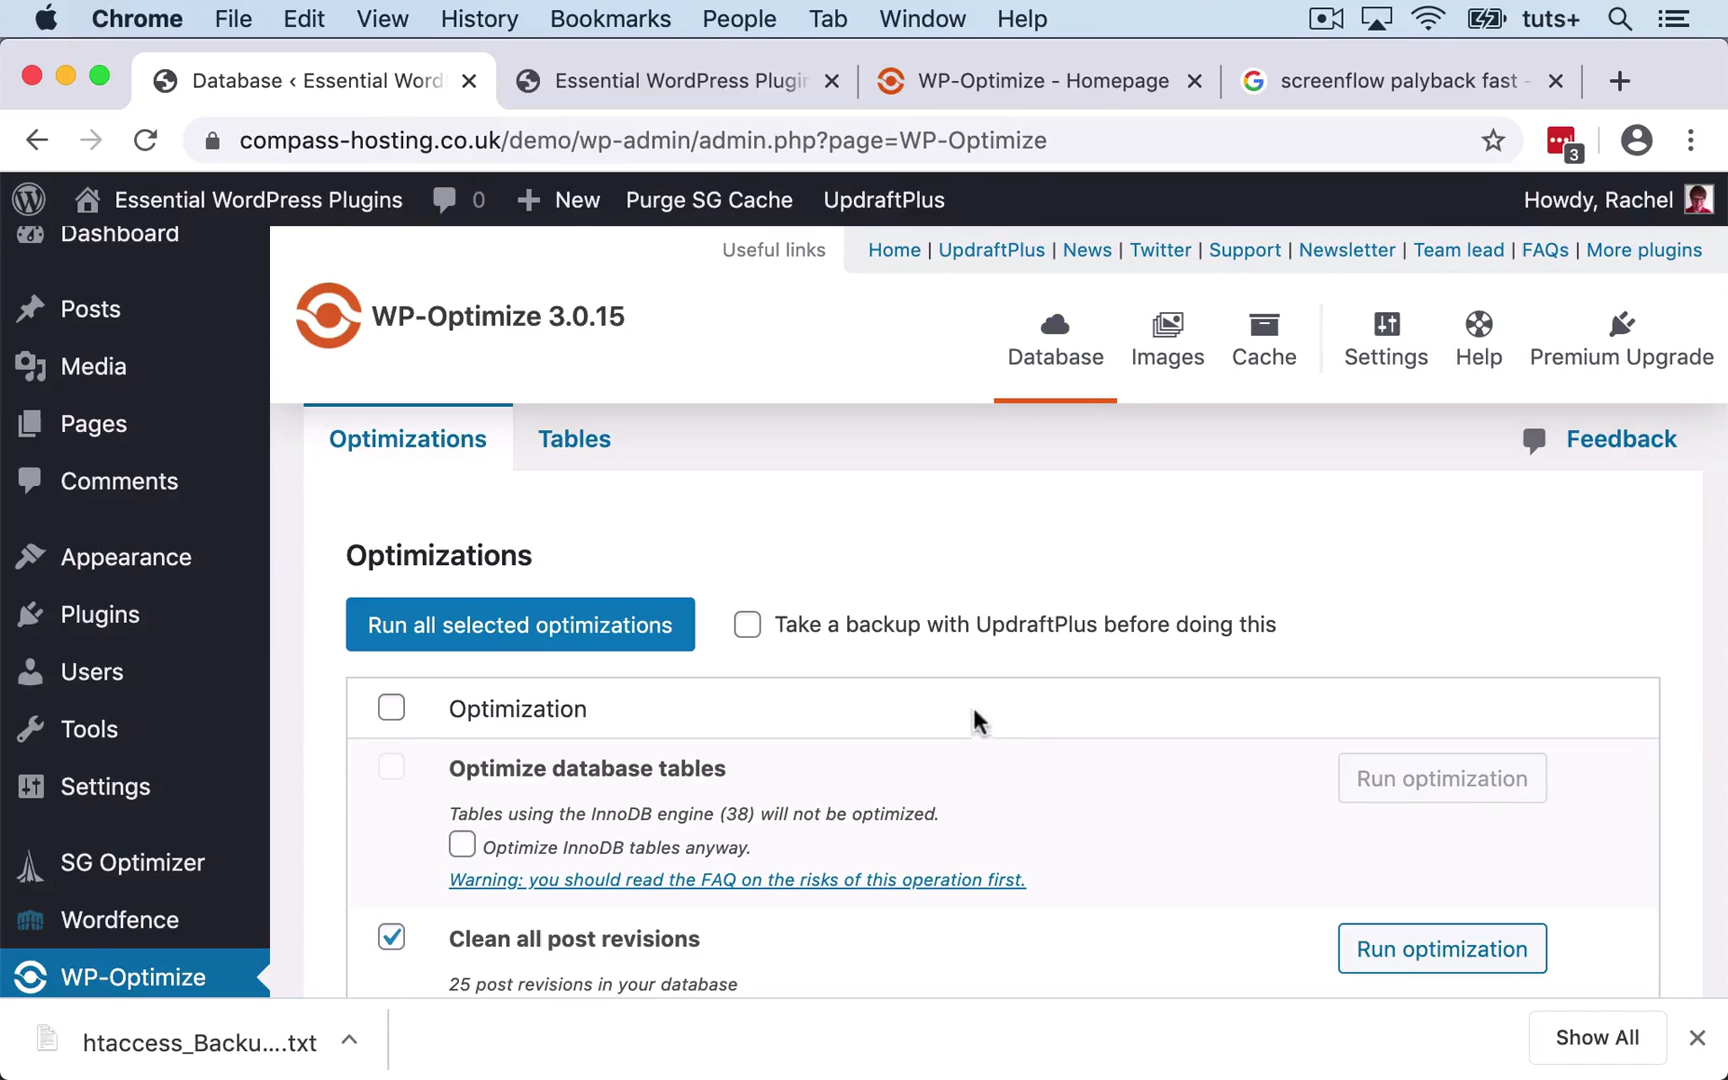 Chrome File Edit View History Bookmarks People Tab Window Help tuts+
Database ‹ Essential Word Essential WordPress Plugin WP-Optimize - Homepage screenflow palyback fast -
compass-hosting.co.uk/demo/wp-admin/admin.php?page=WP-Optimize 3
Essential WordPress Plugins 0 New Purge SG Cache UpdraftPlus Howdy, Rachel
Dashboard
Posts
Media
Pages
Comments
Appearance
Plugins
Users
Tools
Settings
SG Optimizer
Wordfence
WP-Optimize
Useful links Home | UpdraftPlus | News | Twitter | Support | Newsletter | Team lead | FAQs | More plugins
WP-Optimize 3.0.15
Database Images Cache Settings Help Premium Upgrade
Optimizations Tables Feedback
Optimizations
Run all selected optimizations Take a backup with UpdraftPlus before doing this
Optimization
Optimize database tables Run optimization
Tables using the InnoDB engine (38) will not be optimized.
Optimize InnoDB tables anyway.
Warning: you should read the FAQ on the risks of this operation first.
Clean all post revisions Run optimization
25 post revisions in your database
htaccess_Backu....txt Show All